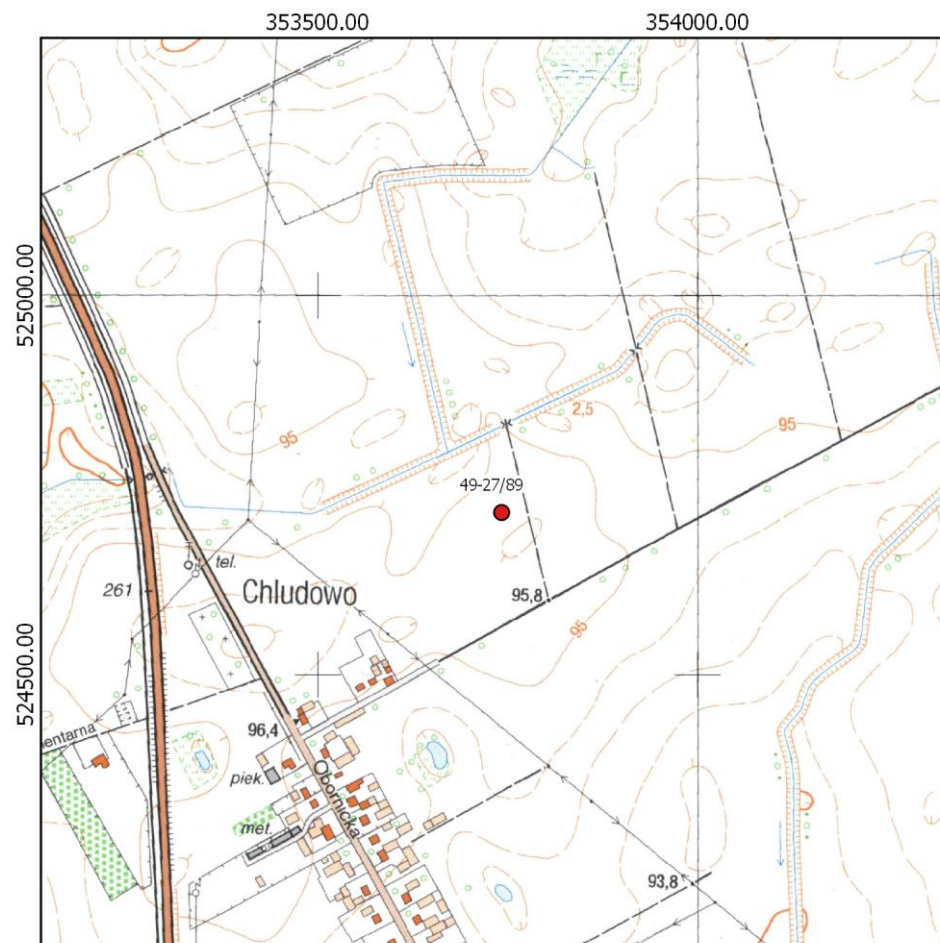 353500.00
354000.00
525000.00
95
2,5
95
49-27/89
tel.
261
Chludowo
95,8
95
524500.00
96,4
entarna
piek.
Obornicka
met.
93,8